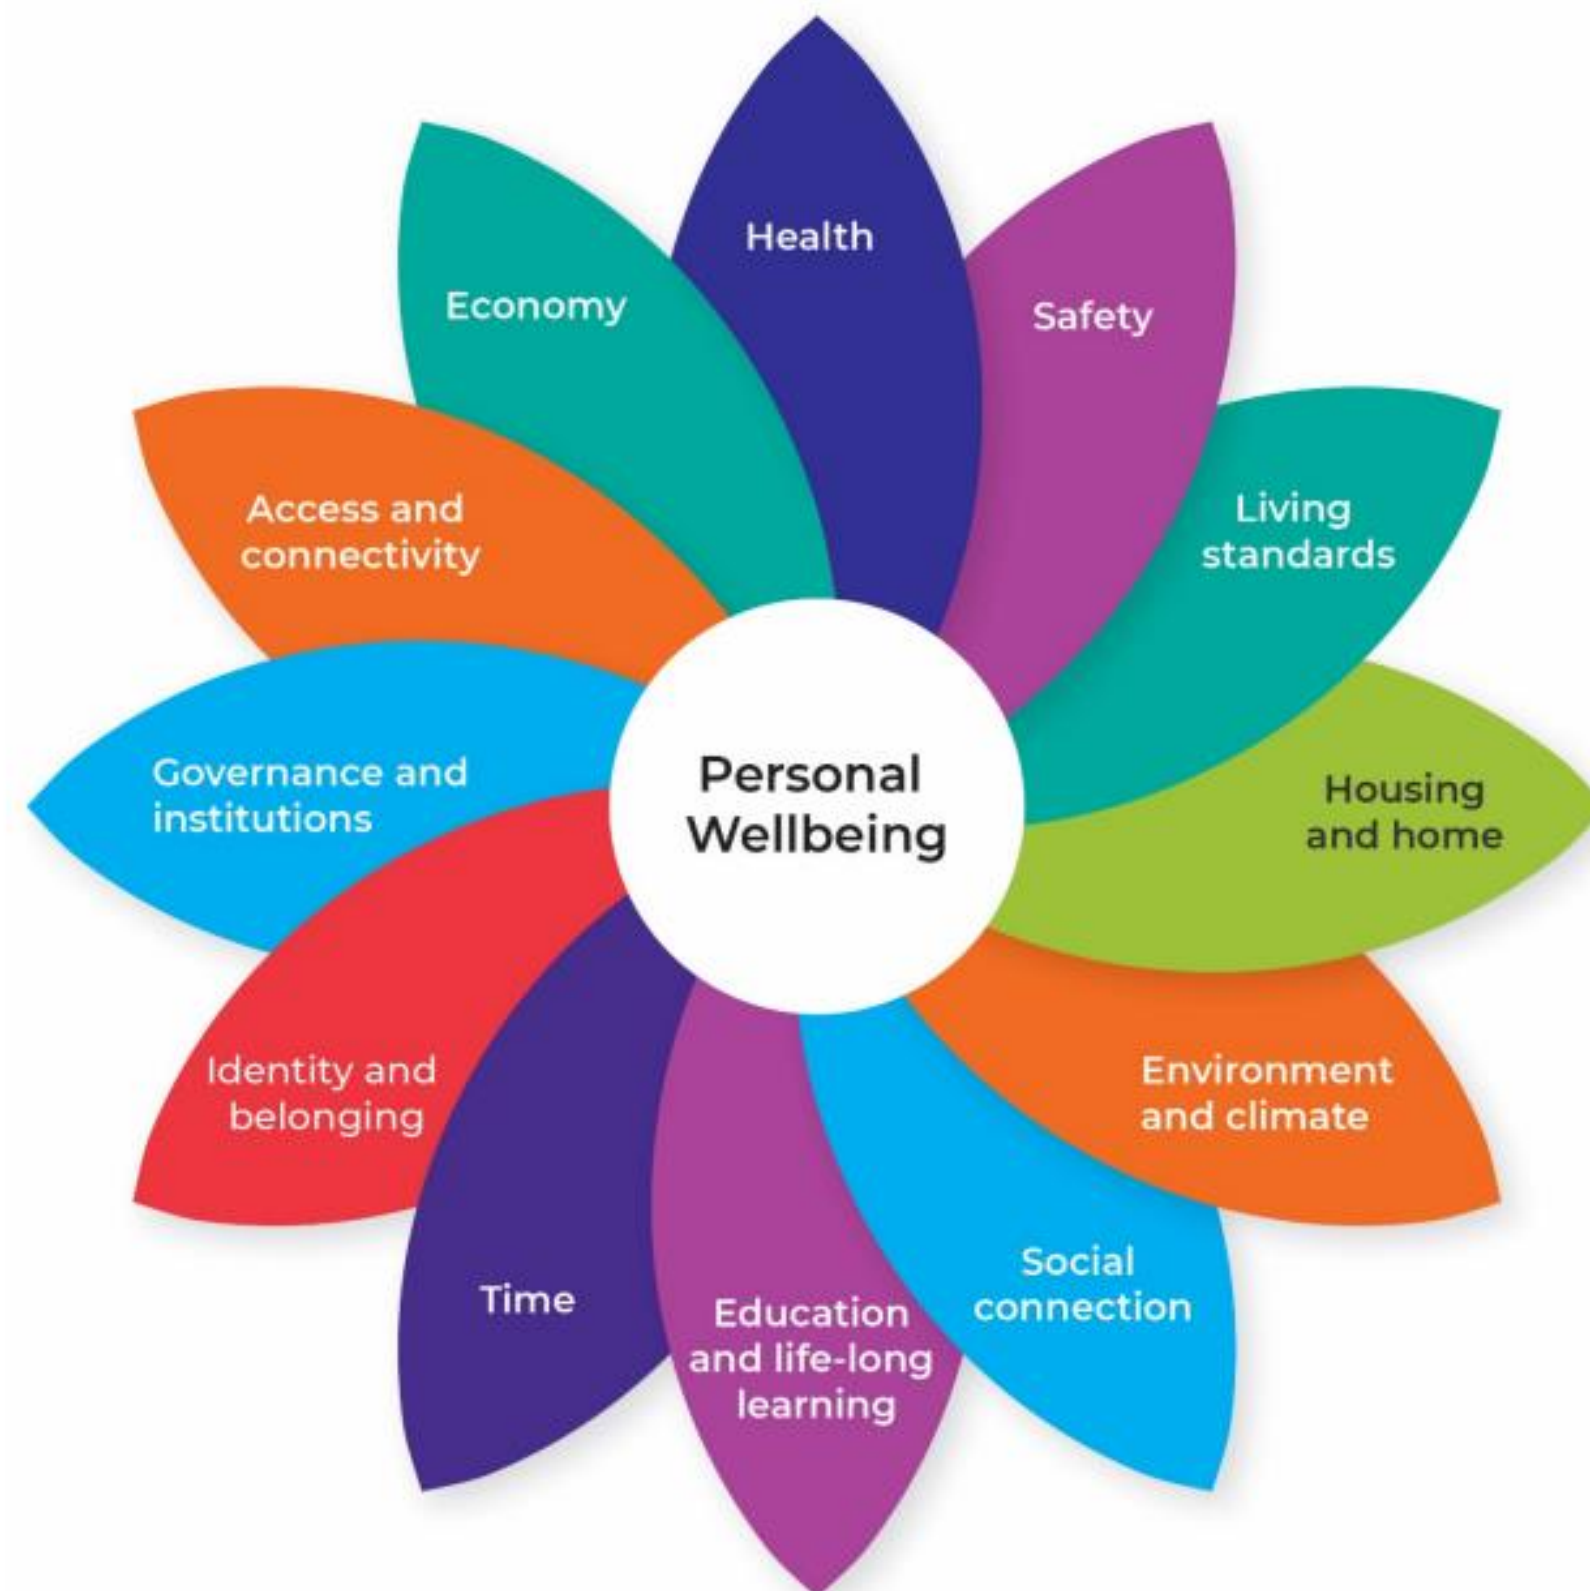 Health
Safety
Living
standards
Housing
and home
Environment
and climate
Social
connection
Education
and life-long
learning
Time
Identity and
belonging
Governance and
institutions
Access and
connectivity
Economy
Personal
Wellbeing